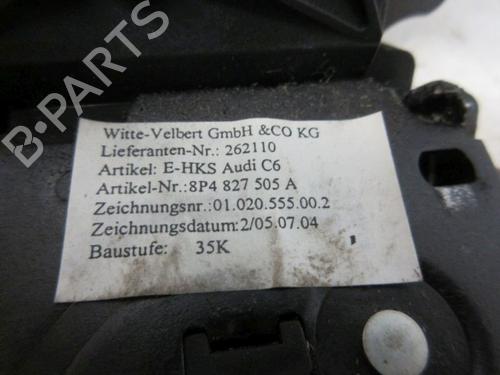 B-PARTS
Witte-Velbert GmbH &CO KG
Lieferanten-Nr.: 262110
Artikel: E-HKS Audi C6
Artikel-Nr.:8P4 827 505 A
Zeichnungsnr.:01.020.555.00.2
Zeichnungsdatum:2/05.07.04
Baustufe: 35K